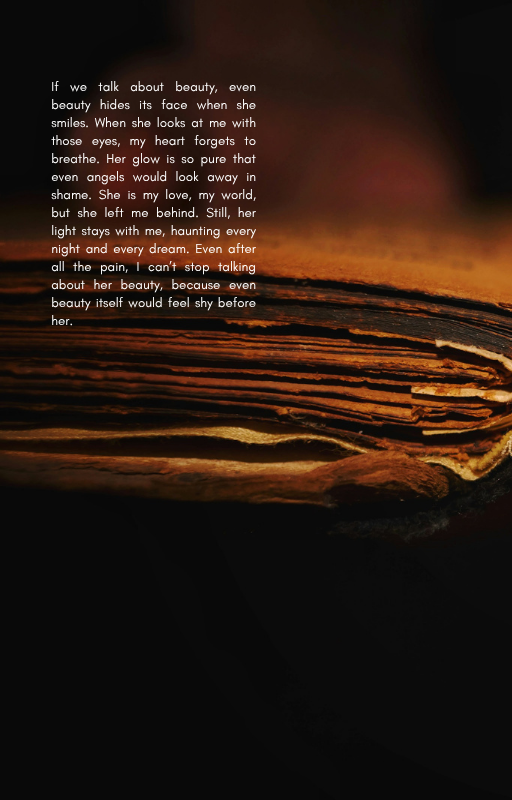 If we talk about beauty, even
beauty hides its face when she
smiles. When she looks at me with
those eyes, my heart forgets to
breathe. Her glow is so pure that
even angels would look away in
shame. She is my love, my world,
but she left me behind. Still, her
light stays with me, haunting every
night and every dream. Even after
all the pain, I can't stop talking
about her beauty, because even
beauty itself would feel shy before
her.